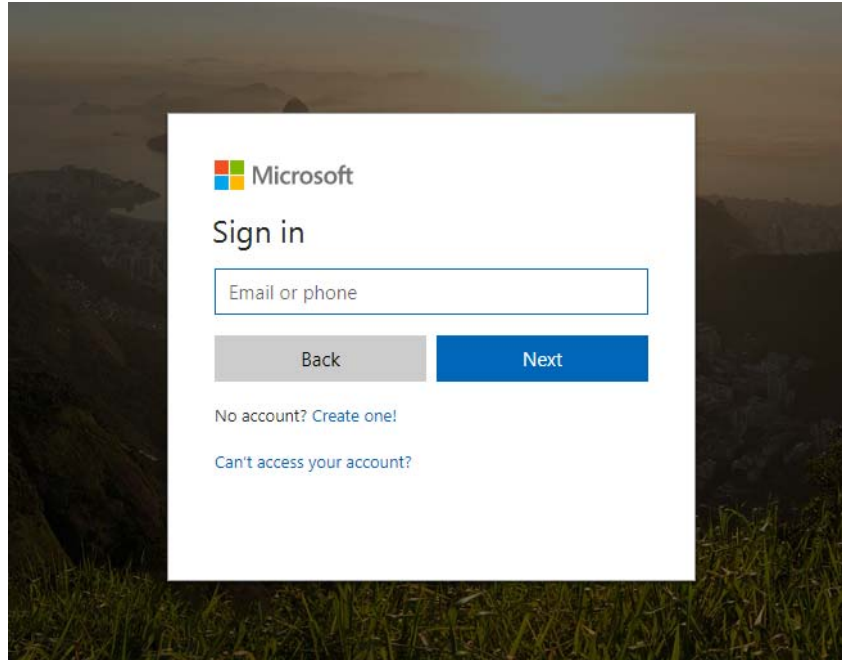 Microsoft
Sign in
Email or phone
Back Next
No account? Create one!
Can't access your account?